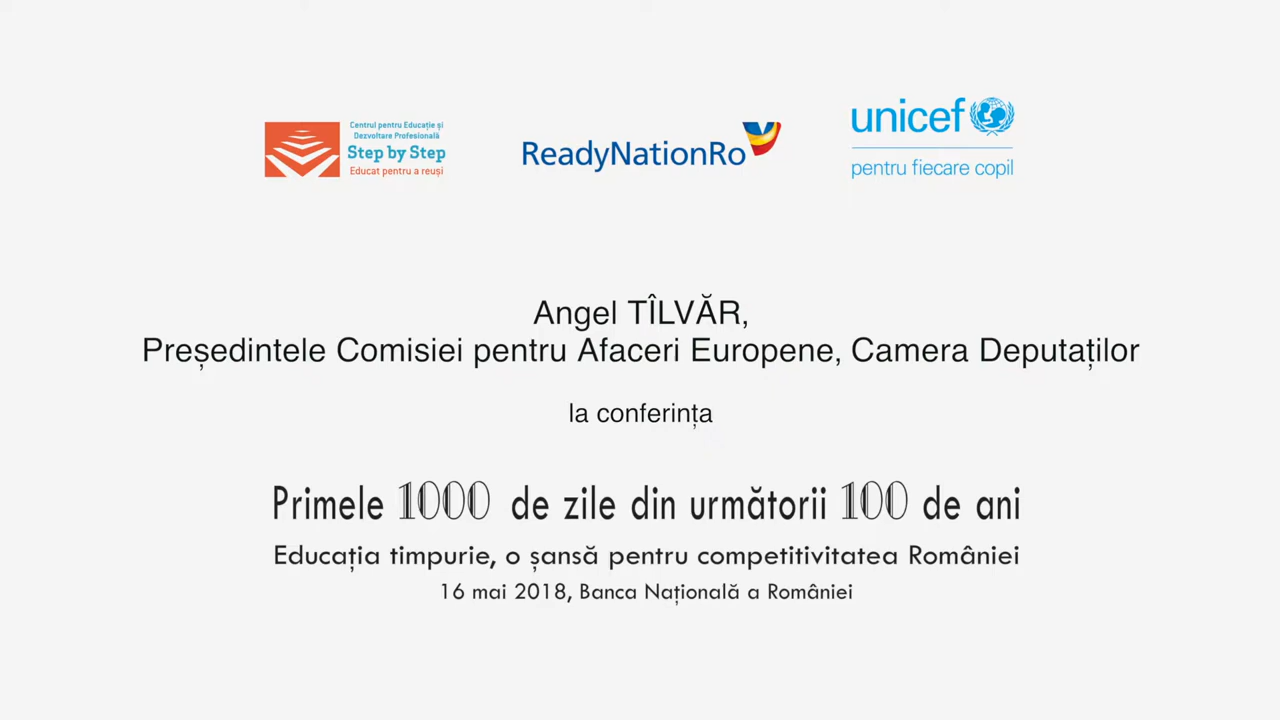 Centrul pentru Educație și
Dezvoltare Profesională
Step by Step
Educat pentru a reuși
ReadyNationRo
unicef
pentru fiecare copil
Angel TÎLVĂR,
Președintele Comisiei pentru Afaceri Europene, Camera Deputaților
la conferința
Primele 1000 de zile din următorii 100 de ani
Educația timpurie, o șansă pentru competitivitatea României
16 mai 2018, Banca Națională a României